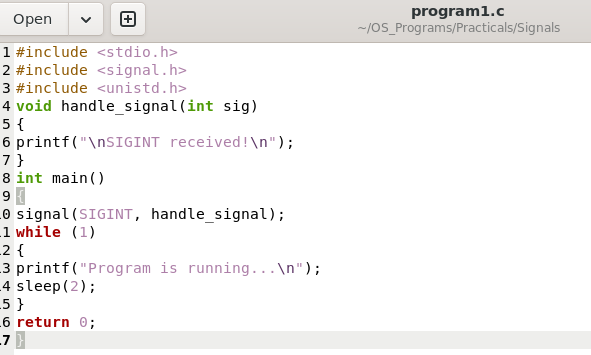 Open
program1.c
~/OS_Programs/Practicals/Signals
1 #include <stdio.h>
2 #include <signal.h>
3 #include <unistd.h>
4 void handle_signal(int sig)
5 {
6 printf("\nSIGINT received!\n");
7 }
8 int main()
9 {
10 signal(SIGINT, handle_signal);
11 while (1)
12 {
13 printf("Program is running...\n");
14 sleep(2);
15 }
16 return 0;
17 }